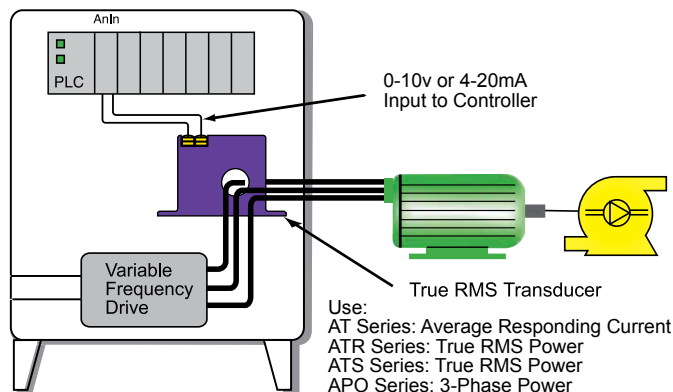 AnIn
PLC
0-10v or 4-20mA
Input to Controller
Variable
Frequency
Drive
True RMS Transducer
Use:
AT Series: Average Responding Current
ATR Series: True RMS Power
ATS Series: True RMS Power
APO Series: 3-Phase Power